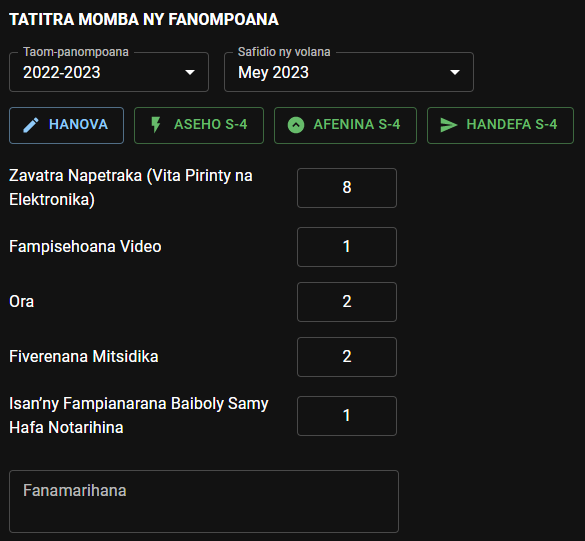 TATITRA MOMBA NY FANOMPOANA
Taom-panompoana
Safidio ny volana
2022-2023
Mey 2023
HANOVA
ASEHO S-4
AFENINA S-4
HANDEFA S-4
Zavatra Napetraka (Vita Pirinty na
Elektronika)
8
Fampisehoana Video
1
Ora
2
Fiverenana Mitsidika
2
Isan’ny Fampianarana Baiboly Samy
Hafa Notarihina
1
Fanamarihana